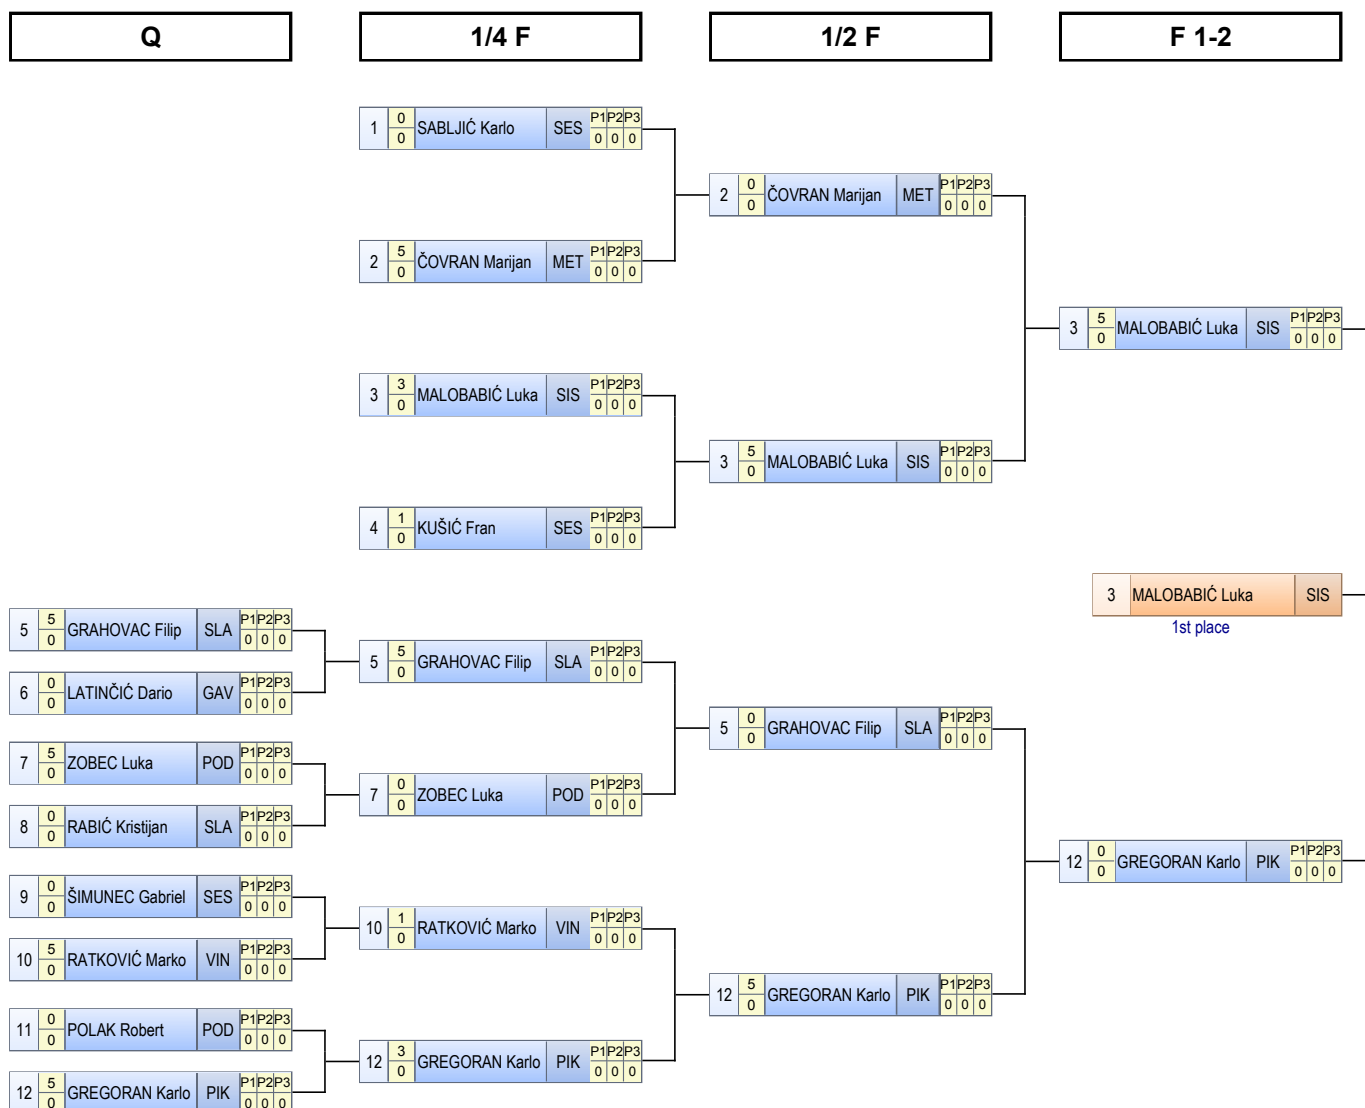 Q 1/4 F 1/2 F F 1-2
1 0 0 SABLJIĆ Karlo SES P1 P2 P3 0 0 0
2 0 0 ČOVRAN Marijan MET P1 P2 P3 0 0 0
2 5 0 ČOVRAN Marijan MET P1 P2 P3 0 0 0
3 5 0 MALOBABIĆ Luka SIS P1 P2 P3 0 0 0
3 3 0 MALOBABIĆ Luka SIS P1 P2 P3 0 0 0
3 5 0 MALOBABIĆ Luka SIS P1 P2 P3 0 0 0
4 1 0 KUŠIĆ Fran SES P1 P2 P3 0 0 0
3 MALOBABIĆ Luka SIS
1st place
5 5 0 GRAHOVAC Filip SLA P1 P2 P3 0 0 0
5 5 0 GRAHOVAC Filip SLA P1 P2 P3 0 0 0
6 0 0 LATINČIĆ Dario GAV P1 P2 P3 0 0 0
5 0 0 GRAHOVAC Filip SLA P1 P2 P3 0 0 0
7 5 0 ZOBEC Luka POD P1 P2 P3 0 0 0
7 0 0 ZOBEC Luka POD P1 P2 P3 0 0 0
8 0 0 RABIĆ Kristijan SLA P1 P2 P3 0 0 0
12 0 0 GREGORAN Karlo PIK P1 P2 P3 0 0 0
9 0 0 ŠIMUNEC Gabriel SES P1 P2 P3 0 0 0
10 1 0 RATKOVIĆ Marko VIN P1 P2 P3 0 0 0
10 5 0 RATKOVIĆ Marko VIN P1 P2 P3 0 0 0
12 5 0 GREGORAN Karlo PIK P1 P2 P3 0 0 0
11 0 0 POLAK Robert POD P1 P2 P3 0 0 0
12 3 0 GREGORAN Karlo PIK P1 P2 P3 0 0 0
12 5 0 GREGORAN Karlo PIK P1 P2 P3 0 0 0